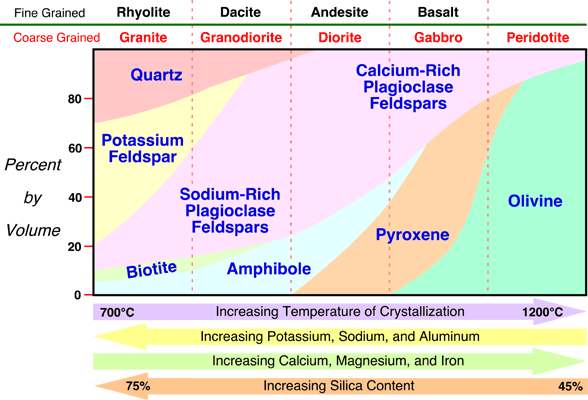 Fine Grained Rhyolite Dacite Andesite Basalt
Coarse Grained Granite Granodiorite Diorite Gabbro Peridotite
Quartz
Calcium-Rich
Plagioclase
Feldspars
80
Potassium
Feldspar
60
Percent
by
Volume
Sodium-Rich
Plagioclase
Feldspars
40
Olivine
Pyroxene
20
Biotite
Amphibole
0
700°C Increasing Temperature of Crystallization 1200°C
Increasing Potassium, Sodium, and Aluminum
Increasing Calcium, Magnesium, and Iron
75% Increasing Silica Content 45%